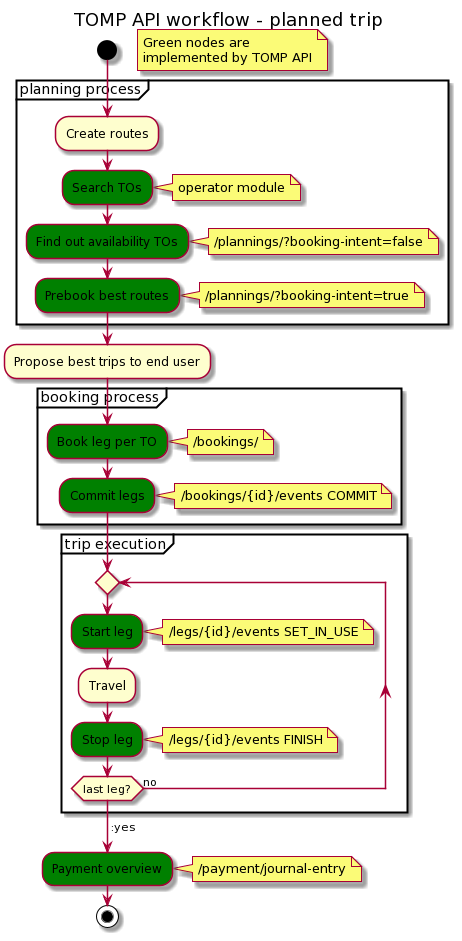 TOMP API workflow - planned trip
Green nodes are
implemented by TOMP API
planning process
Create routes
Search TOs
operator module
Find out availability TOs
/plannings/?booking-intent=false
Prebook best routes
/plannings/?booking-intent=true
Propose best trips to end user
booking process
Book leg per TO
/bookings/
Commit legs
/bookings/{id}/events COMMIT
trip execution
Start leg
/legs/{id}/events SET_IN_USE
Travel
Stop leg
/legs/{id}/events FINISH
last leg?
no
:yes
Payment overview
/payment/journal-entry